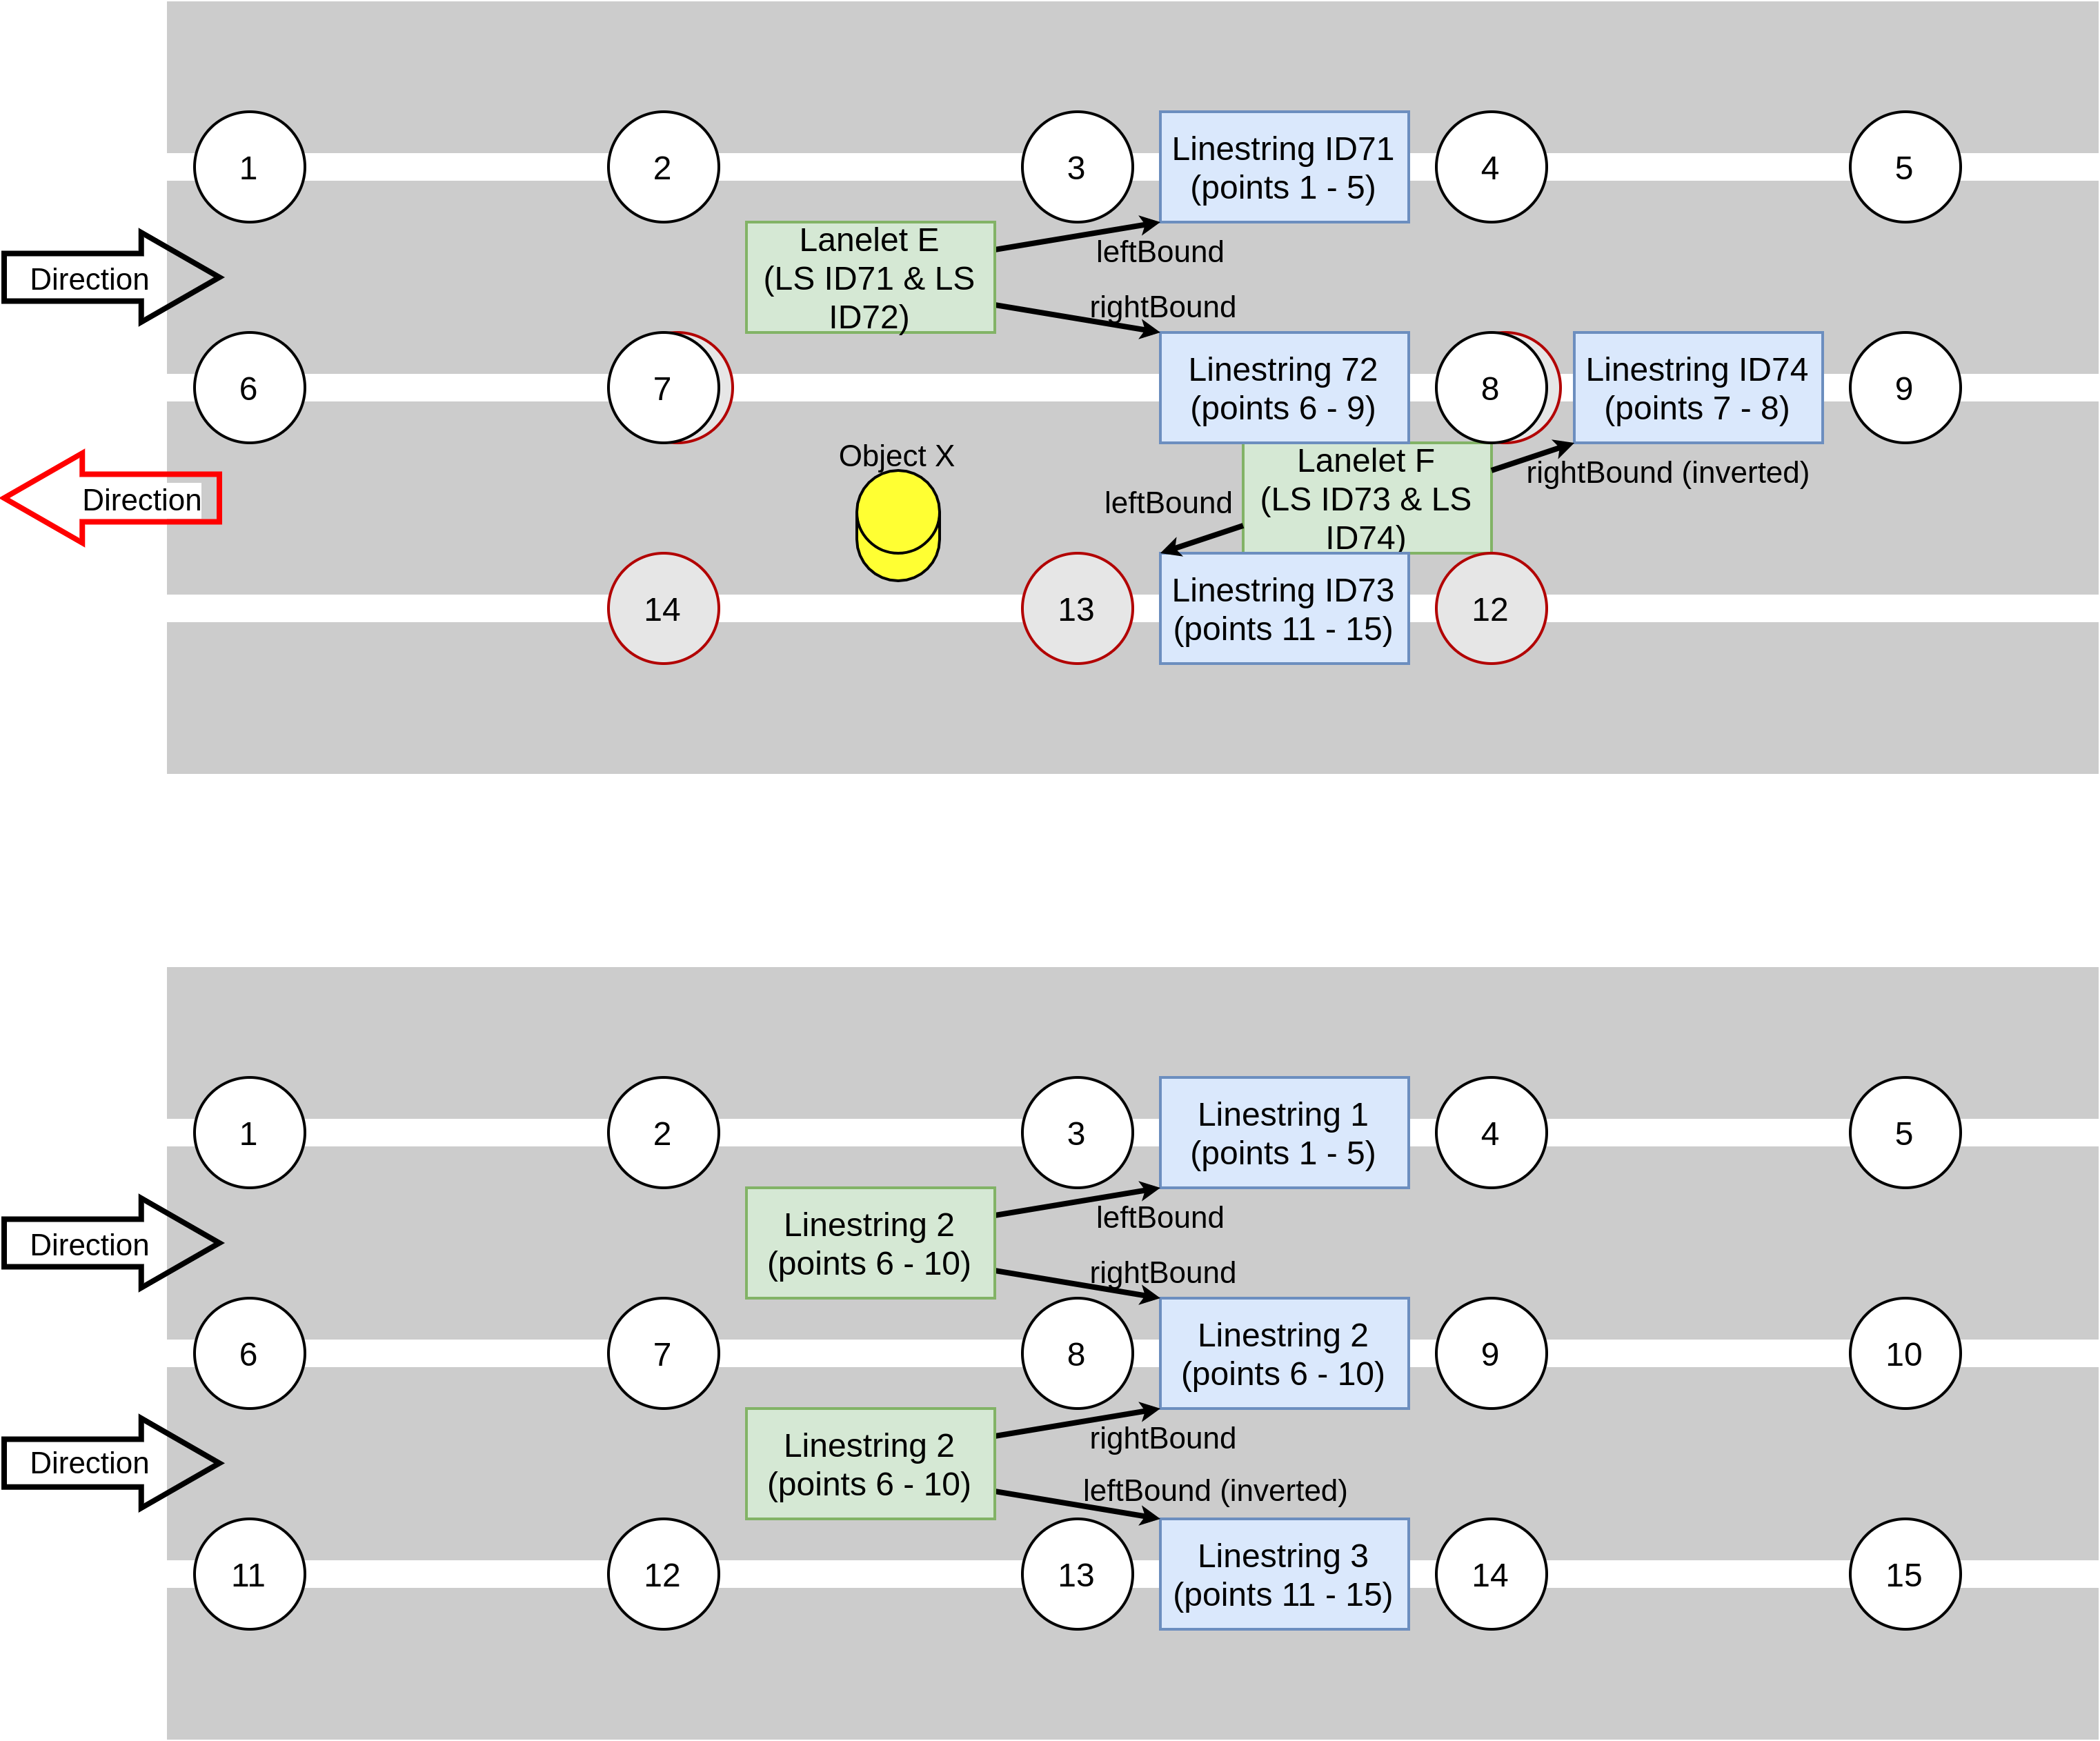 1
2
3
Linestring ID71
(points 1 - 5)
4
5
Lanelet E
(LS ID71 & LS
ID72)
leftBound
rightBound
Direction
6
7
Linestring 72
(points 6 - 9)
8
Linestring ID74
(points 7 - 8)
9
Direction
Object X
leftBound
Lanelet F
(LS ID73 & LS
ID74)
rightBound (inverted)
14
13
Linestring ID73
(points 11 - 15)
12
1
2
3
Linestring 1
(points 1 - 5)
4
5
Direction
Linestring 2
(points 6 - 10)
leftBound
rightBound
6
7
8
Linestring 2
(points 6 - 10)
9
10
Direction
Linestring 2
(points 6 - 10)
rightBound
leftBound (inverted)
11
12
13
Linestring 3
(points 11 - 15)
14
15